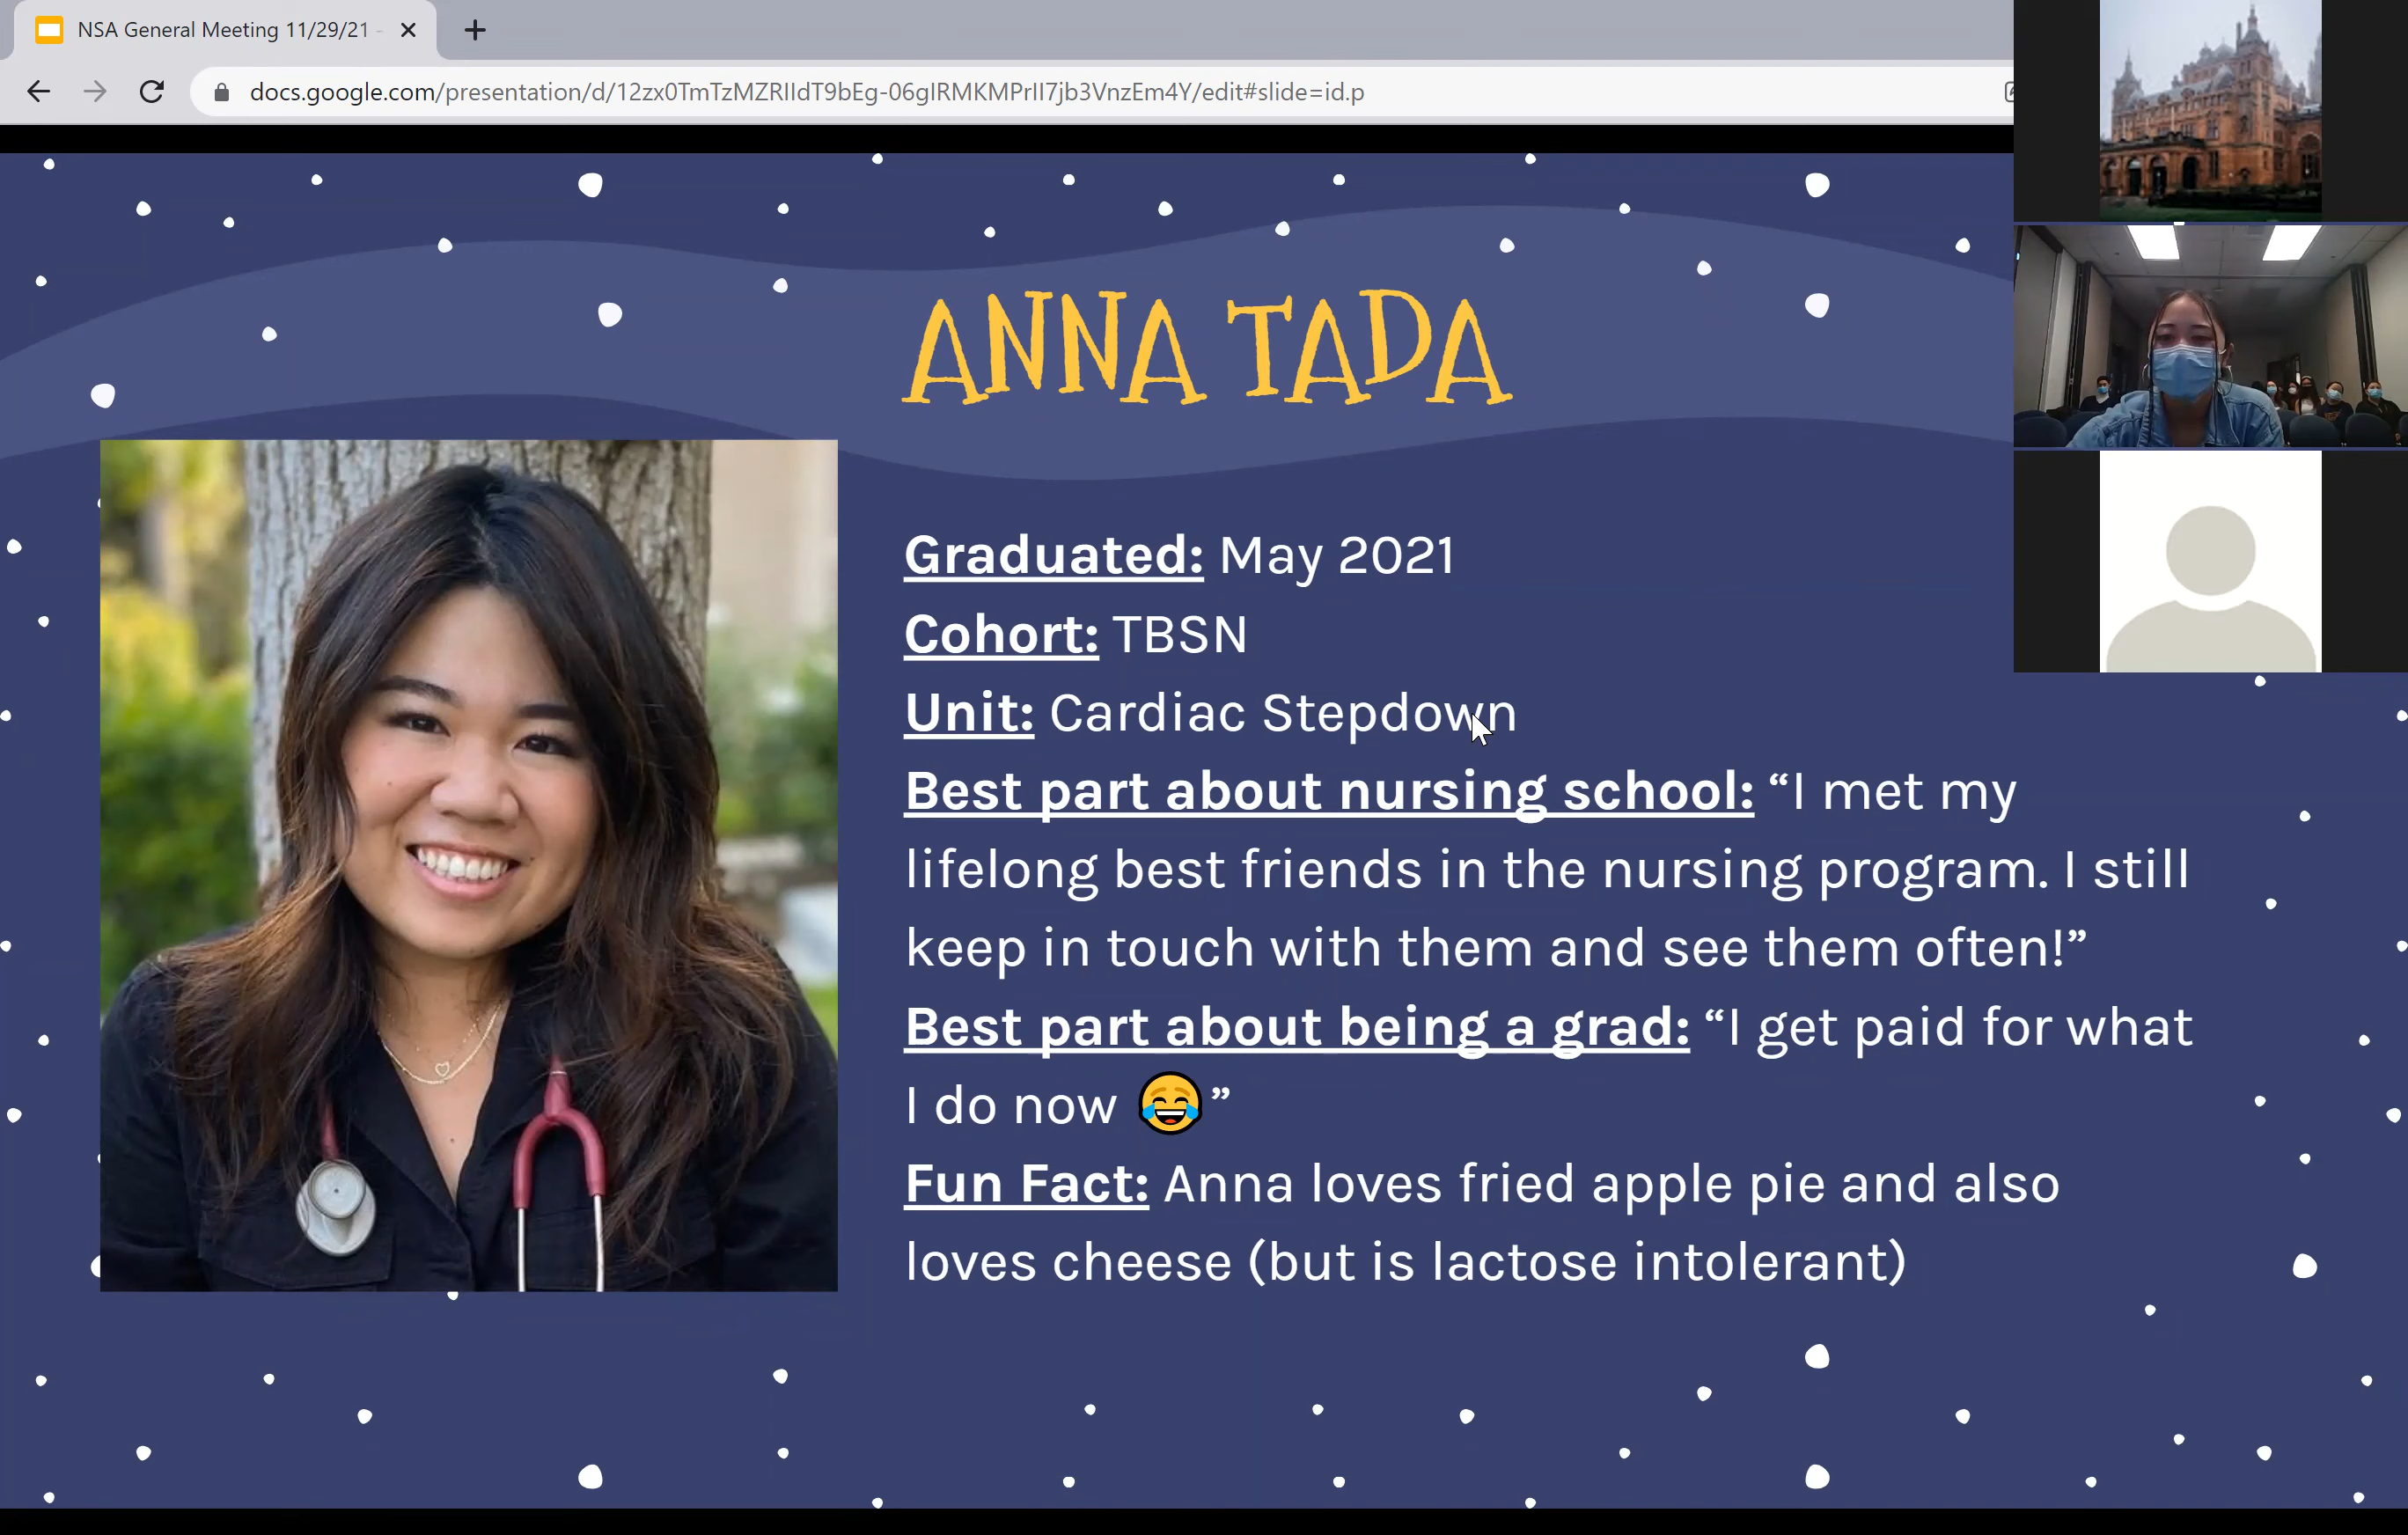 NSA General Meeting 11/29/21 -
docs.google.com/presentation/d/12zx0TmTzMZRIIdT9bEg-06gIRMKMPrII7jb3VnzEm4Y/edit#slide=id.p
ANNA TADA
Graduated: May 2021
Cohort: TBSN
Unit: Cardiac Stepdown
Best part about nursing school: “I met my
lifelong best friends in the nursing program. I still
keep in touch with them and see them often!”
Best part about being a grad: “I get paid for what
I do now 😂”
Fun Fact: Anna loves fried apple pie and also
loves cheese (but is lactose intolerant)